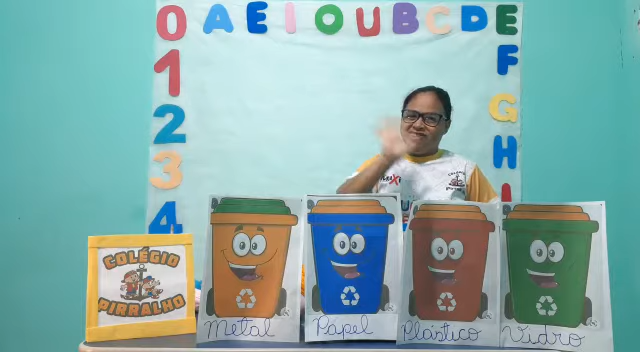 0 A E I O U B C D E
1 F
2 G
3 H
4 I
COLÉGIO
PIRRALHO
Metal
Papel
Plástico
Vidro